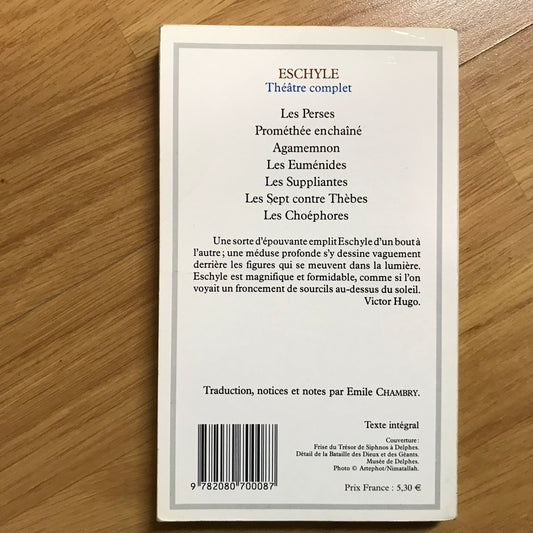 ESCHYLE
Théâtre complet
Les Perses
Prométhée enchaîné
Agamemnon
Les Euménides
Les Suppliantes
Les Sept contre Thèbes
Les Choéphores
Une sorte d'épouvante emplit Eschyle d'un bout à
l'autre ; une méduse profonde s'y dessine vaguement
derrière les figures qui se meuvent dans la lumière.
Eschyle est magnifique et formidable, comme si l'on
voyait un froncement de sourcils au-dessus du soleil.
Victor Hugo.
Traduction, notices et notes par Emile CHAMBRY.
Texte intégral
Couverture :
Frise du Trésor de Siphnos à Delphes.
Détail de la Bataille des Dieux et des Géants.
Musée de Delphes.
Photo © Artephot/Nimatallah.
9 782080 700087
Prix France : 5,30 €